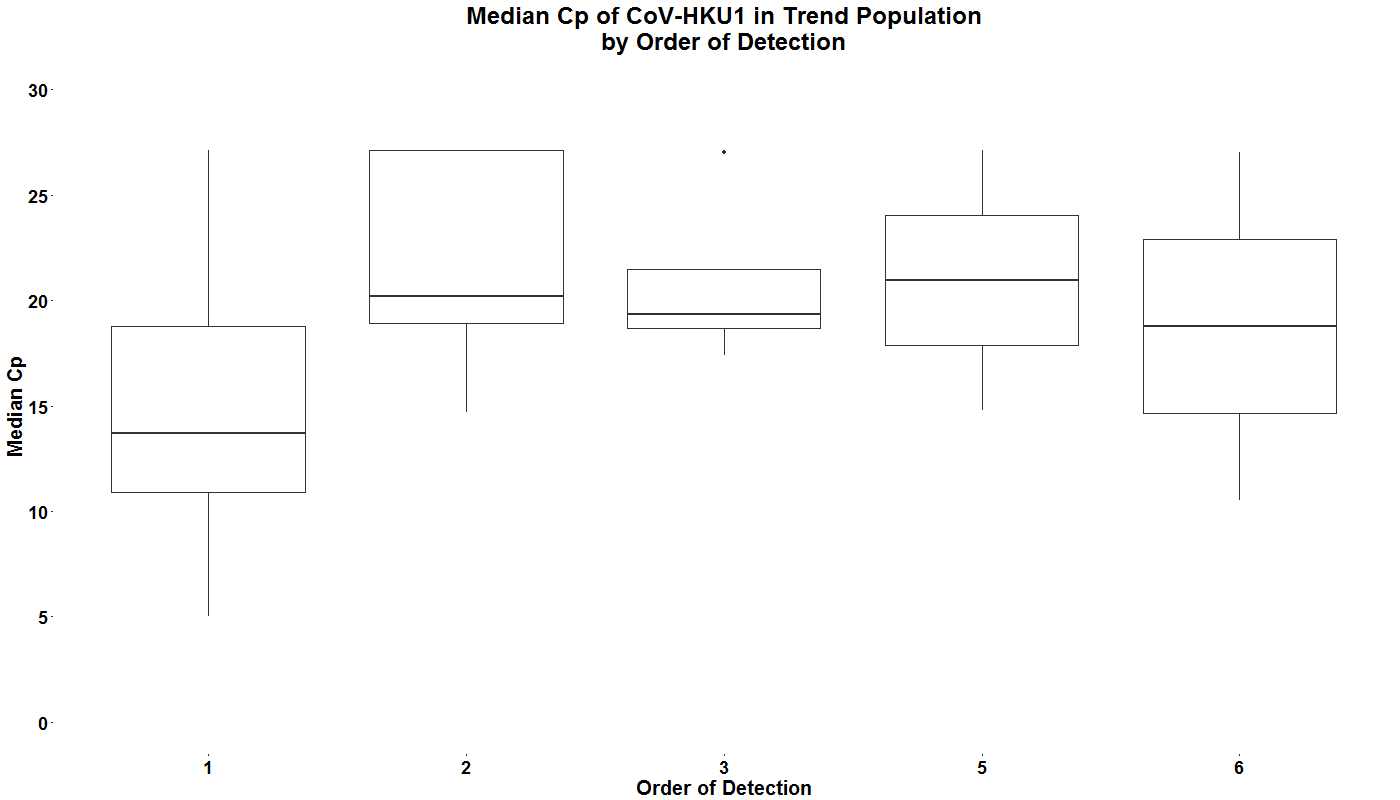 Median Cp of CoV-HKU1 in Trend Population
by Order of Detection
30
25
20
15
10
5
0
Median Cp
1 2 3 5 6
Order of Detection